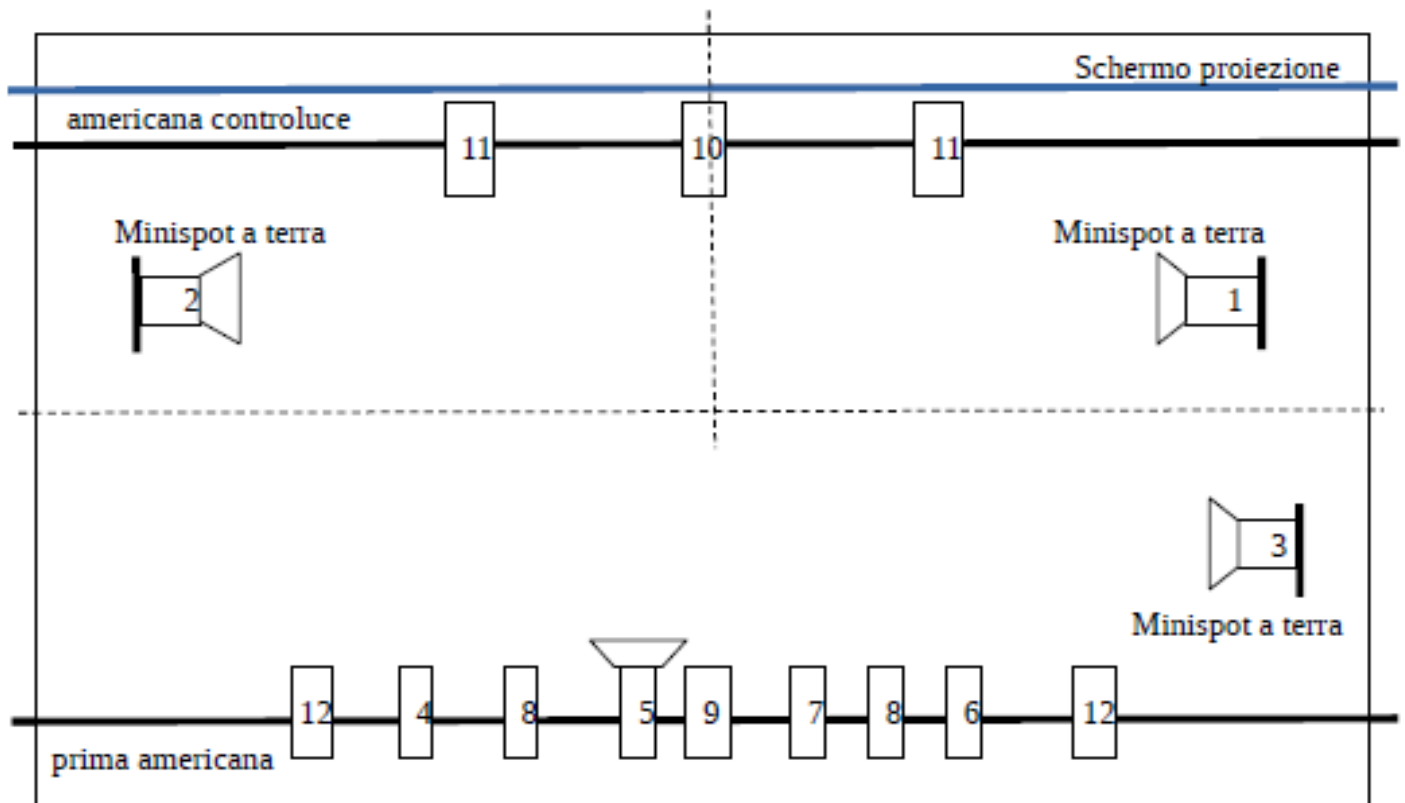 Schermo proiezione
americana controluce
11 10 11
Minispot a terra Minispot a terra
2 1
3
Minispot a terra
12 4 8 5 9 7 8 6 12
prima americana